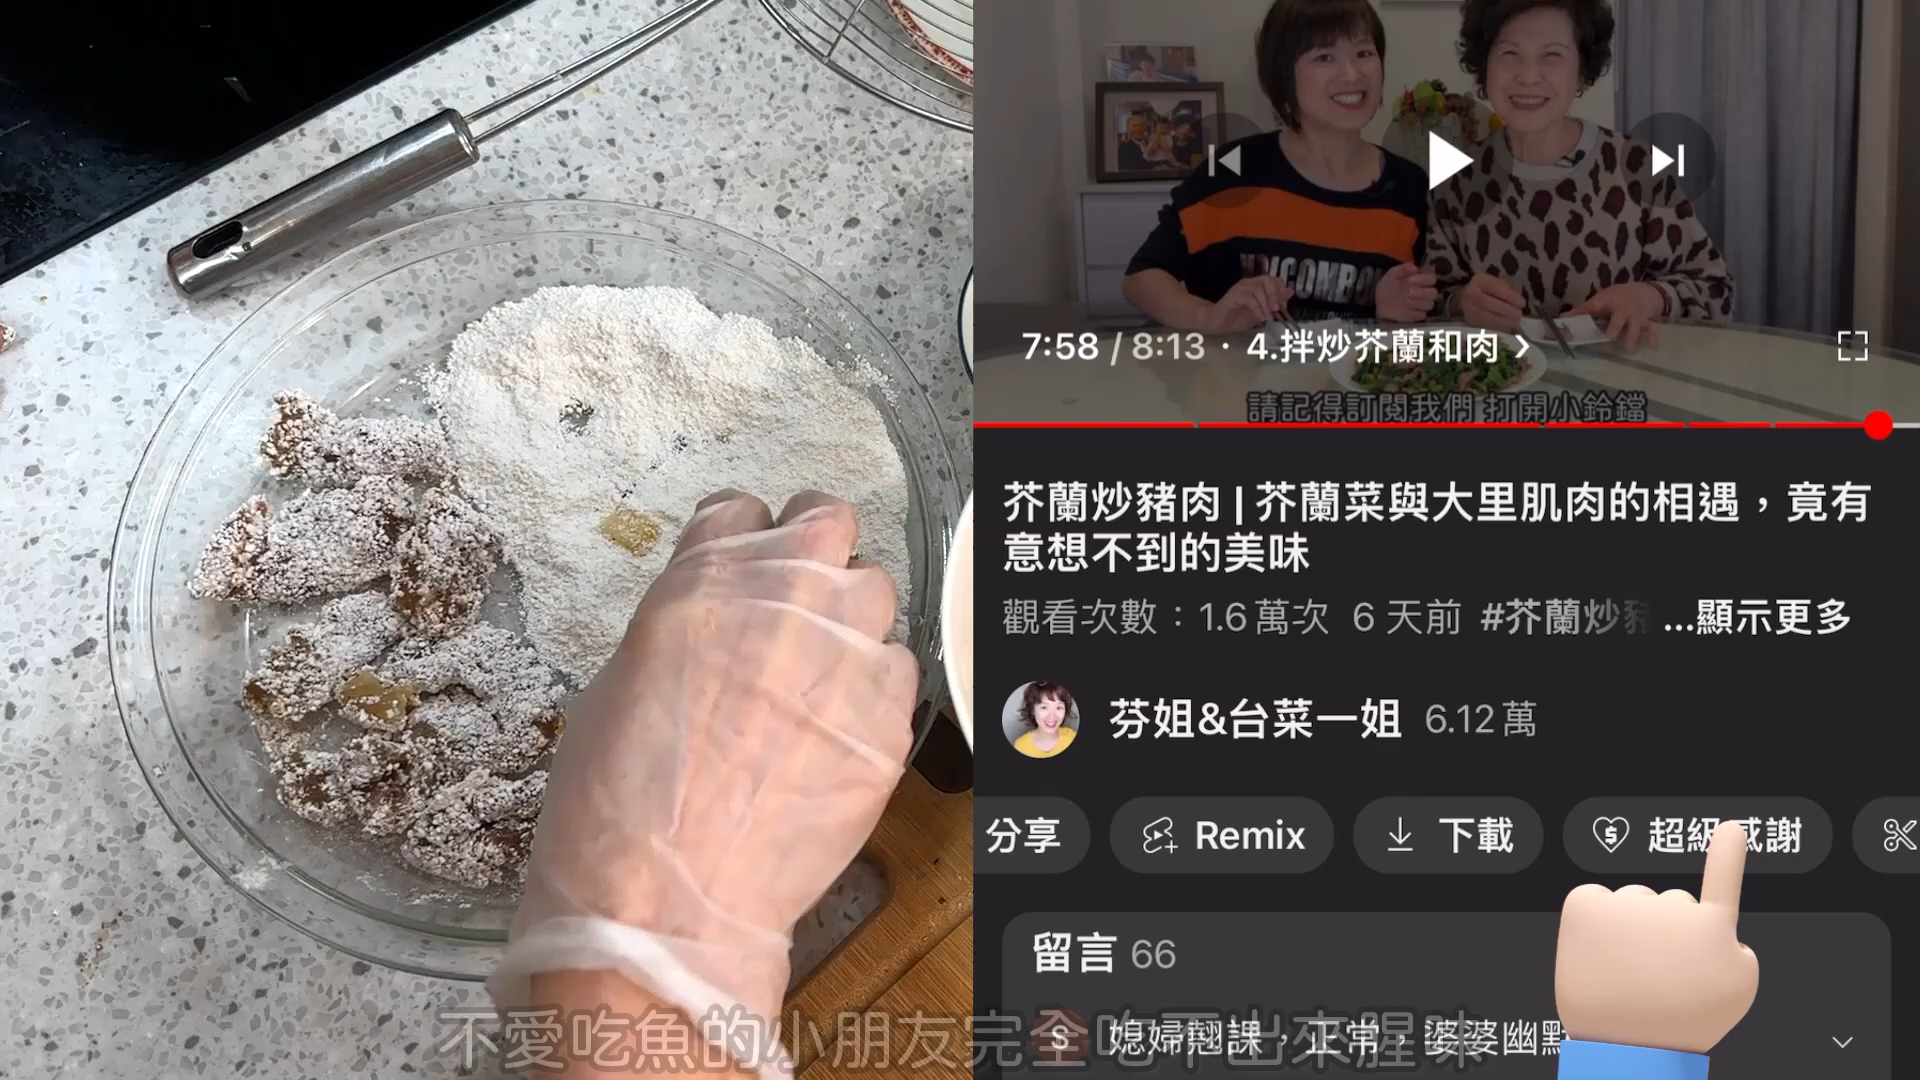 7:58 / 8:13 · 4.拌炒芥蘭和肉 >
請記得訂閱我們 打開小鈴鐺
芥蘭炒豬肉 | 芥蘭菜與大里肌肉的相遇，竟有
意想不到的美味
觀看次數：1.6萬次 6 天前 #芥蘭炒豬 ...顯示更多
芬姐&台菜一姐 6.12萬
分享 Remix 下載 超級感謝
留言 66
S 媳婦翹課，正常，婆婆幽默
不愛吃魚的小朋友完全吃不出來腥味